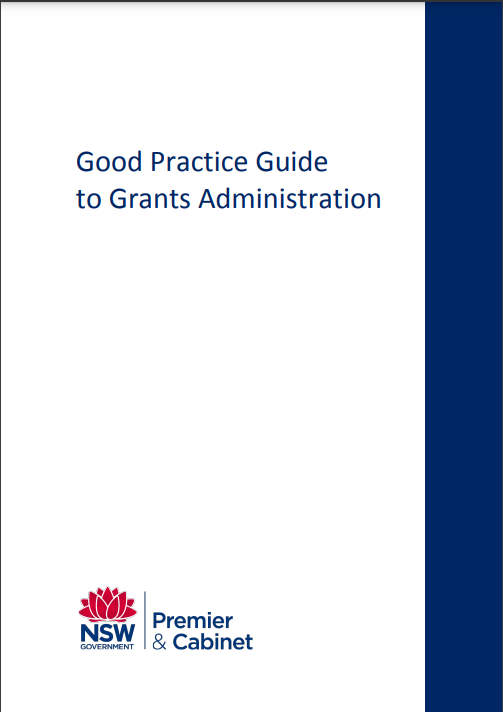 Good Practice Guide
to Grants Administration
NSW
GOVERNMENT
Premier
& Cabinet